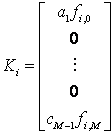 K_i = [ a_1 f_{i,0}
0
⋮
0
c_{M-1} f_{i,M} ]